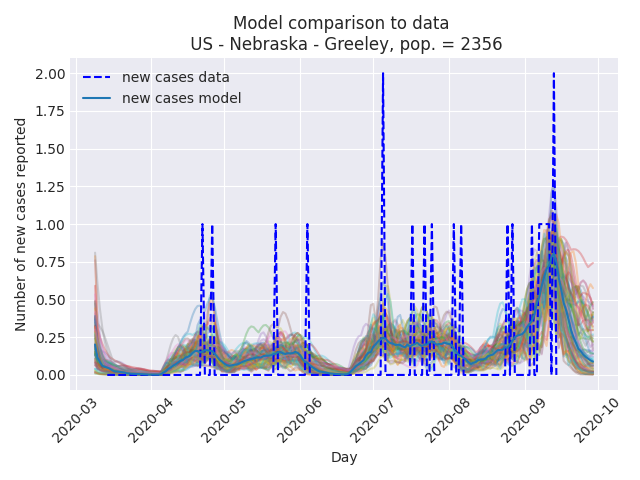 Model comparison to data
US - Nebraska - Greeley, pop. = 2356
new cases data
new cases model
Number of new cases reported
2.00
1.75
1.50
1.25
1.00
0.75
0.50
0.25
0.00
2020-03
2020-04
2020-05
2020-06
2020-07
2020-08
2020-09
2020-10
Day